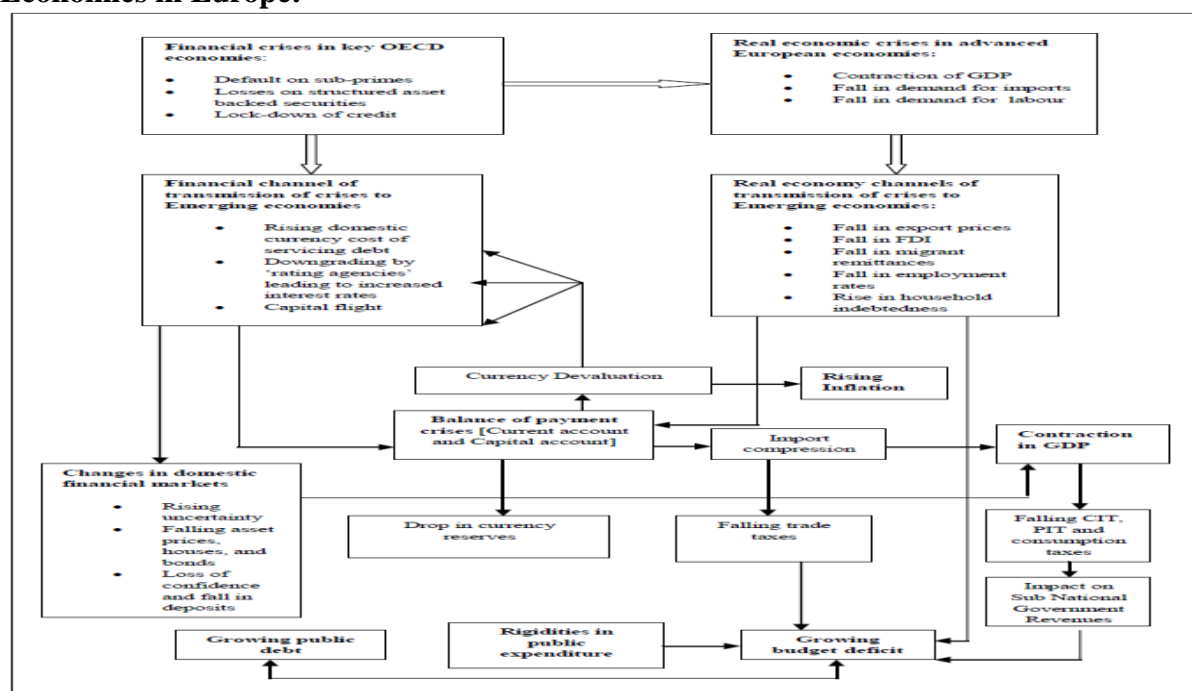 Economies in Europe.
Financial crises in key OECD
economies:
• Default on sub-primes
• Losses on structured asset
backed securities
• Lock-down of credit
Real economic crises in advanced
European economies:
• Contraction of GDP
• Fall in demand for imports
• Fall in demand for labour
Financial channel of
transmission of crises to
Emerging economies
• Rising domestic
currency cost of
servicing debt
• Downgrading by
‘rating agencies’
leading to increased
interest rates
• Capital flight
Real economy channels of
transmission of crises to
Emerging economies:
• Fall in export prices
• Fall in FDI
• Fall in migrant
remittances
• Fall in employment
rates
• Rise in household
indebtedness
Currency Devaluation
Rising
Inflation
Balance of payment
crises [Current account
and Capital account]
Import
compression
Contraction
in GDP
Changes in domestic
financial markets
• Rising
uncertainty
• Falling asset
prices,
houses, and
bonds
• Loss of
confidence
and fall in
deposits
Drop in currency
reserves
Falling trade
taxes
Falling CIT,
PIT and
consumption
taxes
Impact on
Sub National
Government
Revenues
Growing public
debt
Rigidities in
public
expenditure
Growing
budget deficit